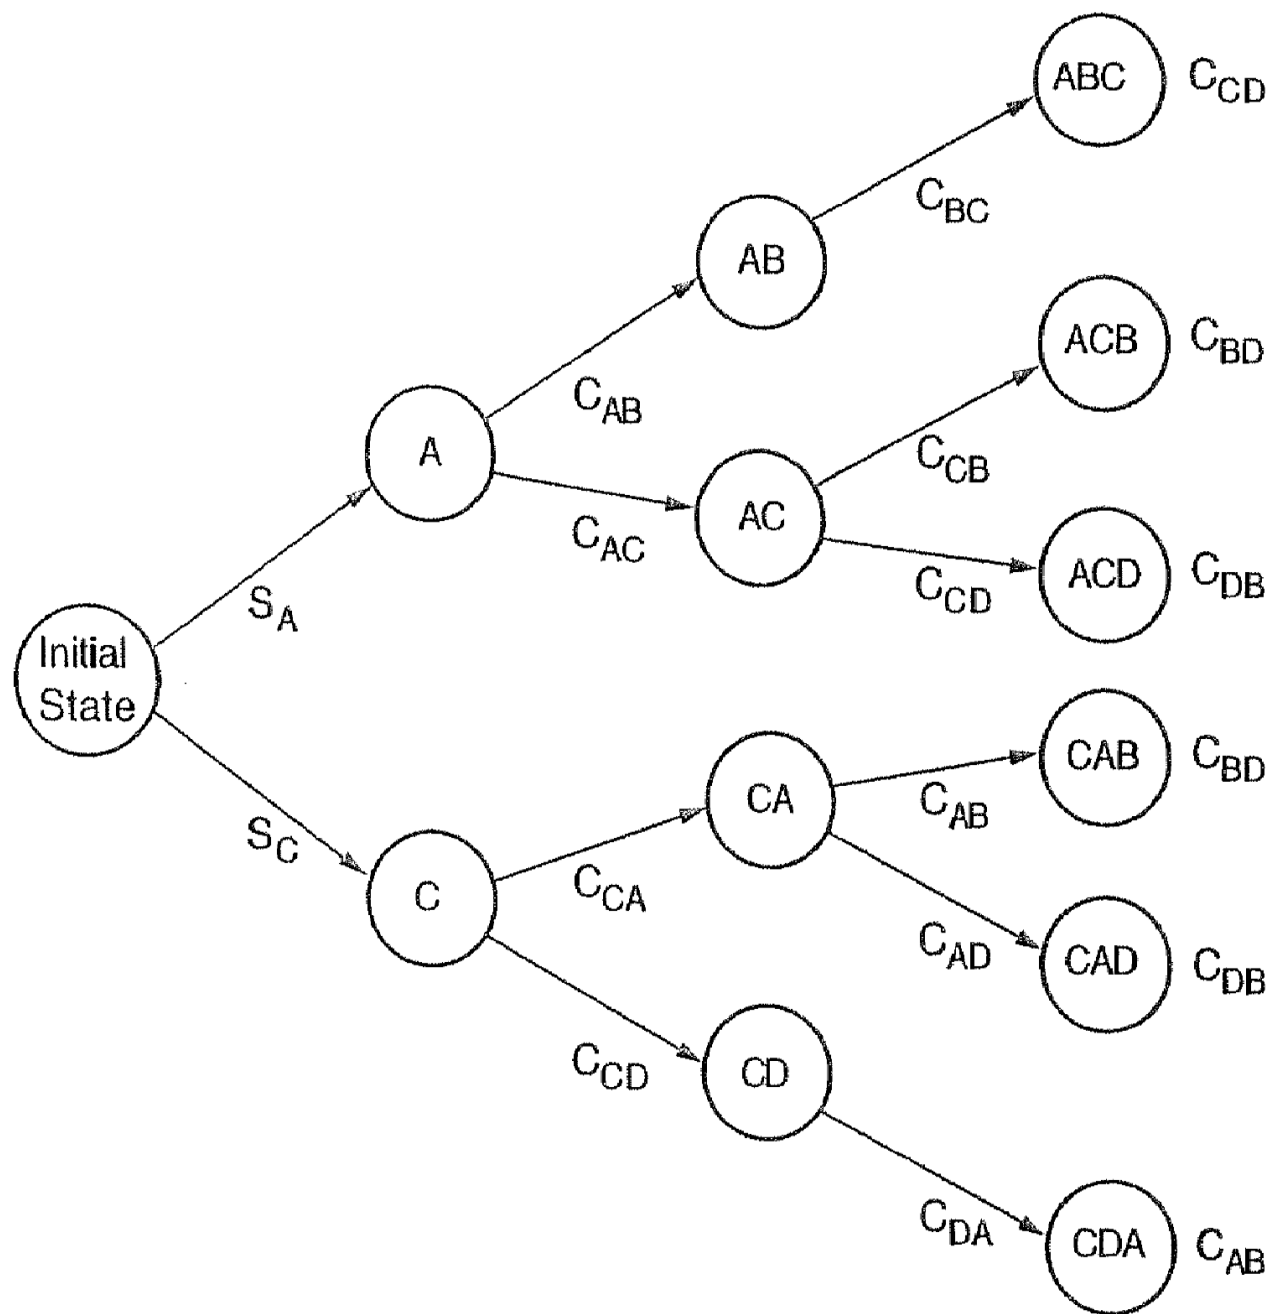 ABC C_CD
C_BC
AB
ACB C_BD
C_AB
A
C_CB
AC
C_AC
ACD C_DB
C_CD
S_A
Initial
State
CAB C_BD
CA
C_AB
S_C
C
C_CA
C_AD
CAD C_DB
C_CD
CD
C_DA
CDA C_AB